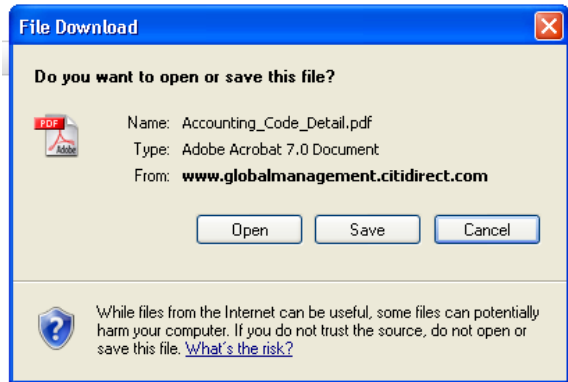 File Download
Do you want to open or save this file?
PDF
Adobe
Name: Accounting_Code_Detail.pdf
Type: Adobe Acrobat 7.0 Document
From: www.globalmanagement.citidirect.com
Open Save Cancel
While files from the Internet can be useful, some files can potentially
harm your computer. If you do not trust the source, do not open or
save this file. What's the risk?